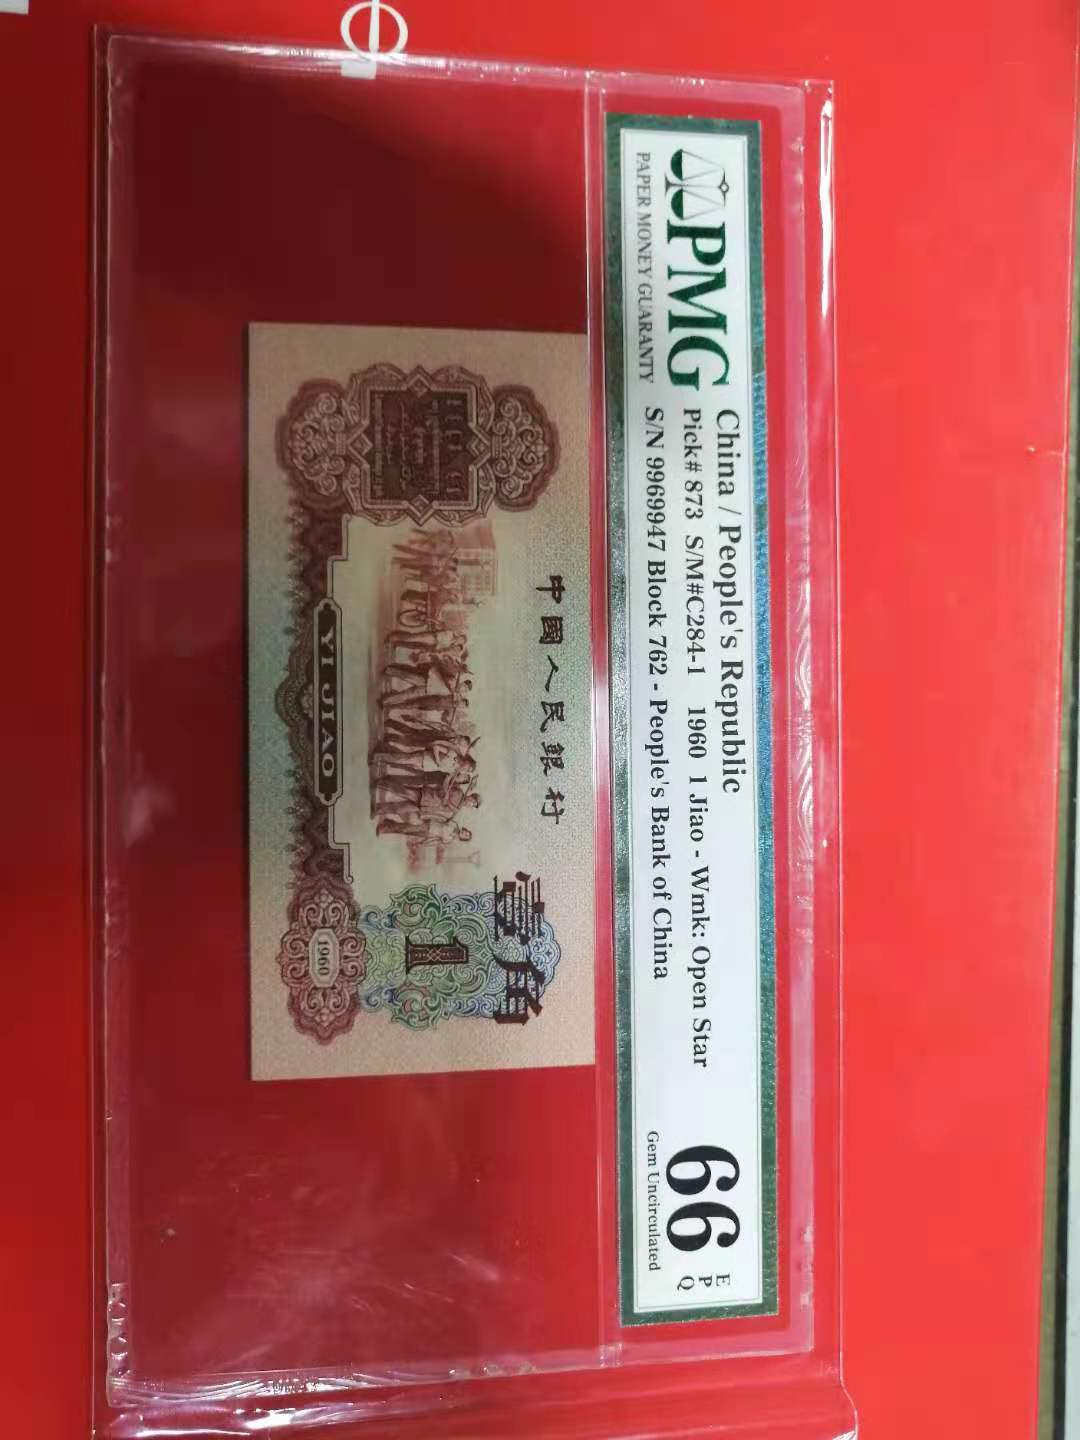 PMG
PAPER MONEY GUARANTY
China / People's Republic
Pick# 873 S/M#C284-1 1960 1 Jiao - Wmk: Open Star
S/N 9969947 Block 762 - People's Bank of China
66
EPQ
Gem Uncirculated
中國人民銀行
壹角
1
YI JIAO
1960